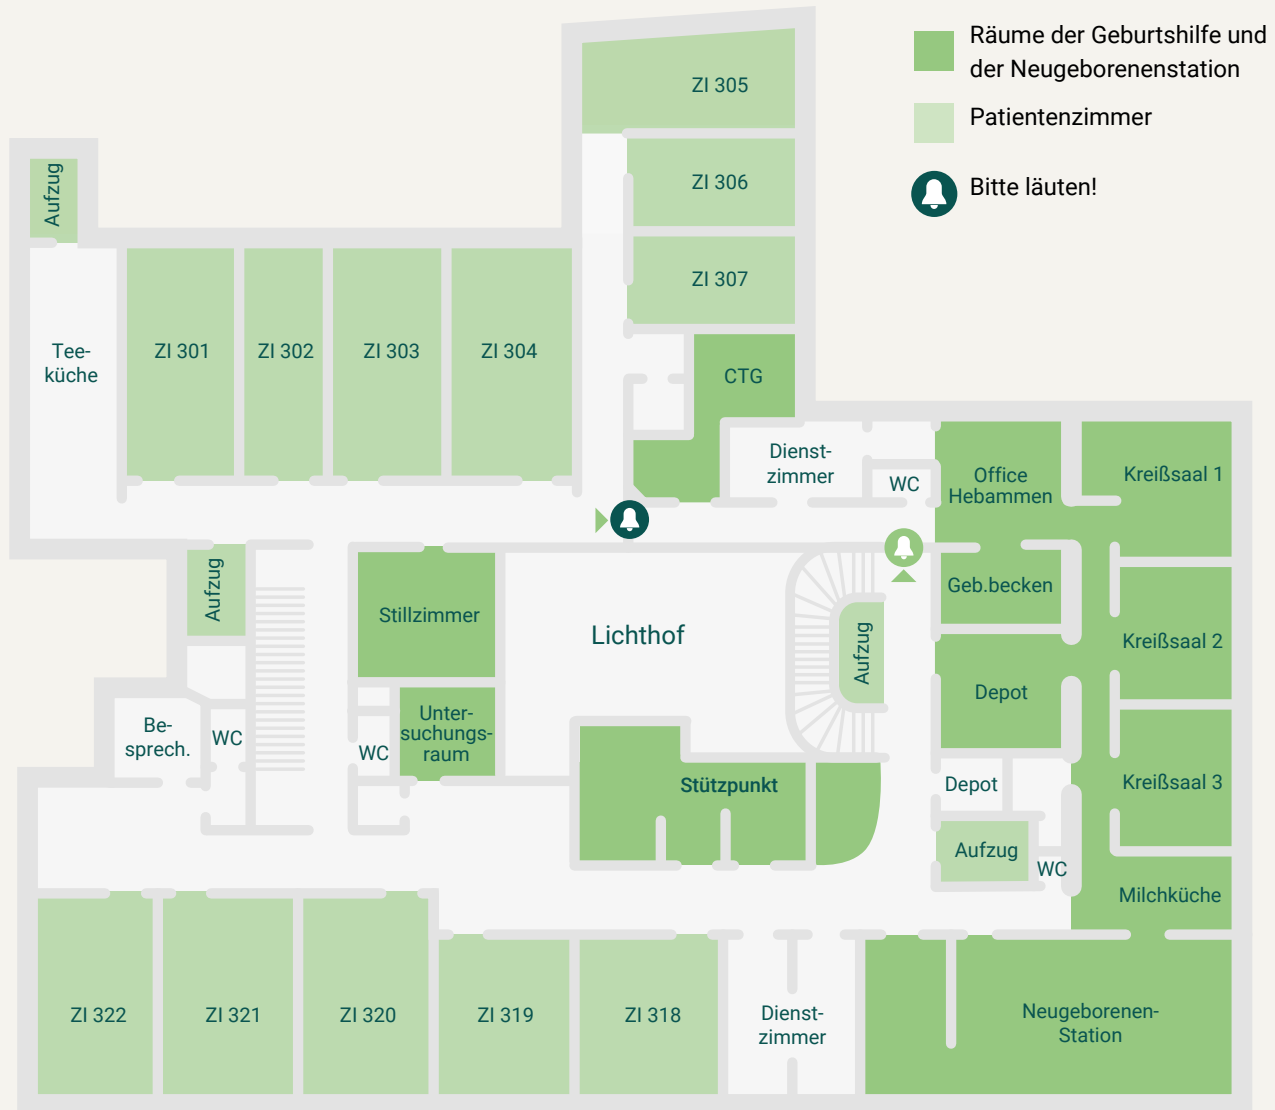 Räume der Geburtshilfe und
der Neugeborenenstation
Patientenzimmer
Bitte läuten!
ZI 305
ZI 306
ZI 307
Aufzug
Tee-
küche
ZI 301
ZI 302
ZI 303
ZI 304
CTG
Dienst-
zimmer
WC
Office
Hebammen
Kreißsaal 1
Aufzug
Stillzimmer
Lichthof
Aufzug
Geb.becken
Kreißsaal 2
Depot
Be-
sprech.
WC
WC
Unter-
suchungs-
raum
Stützpunkt
Depot
Kreißsaal 3
Aufzug
WC
Milchküche
ZI 322
ZI 321
ZI 320
ZI 319
ZI 318
Dienst-
zimmer
Neugeborenen-
Station